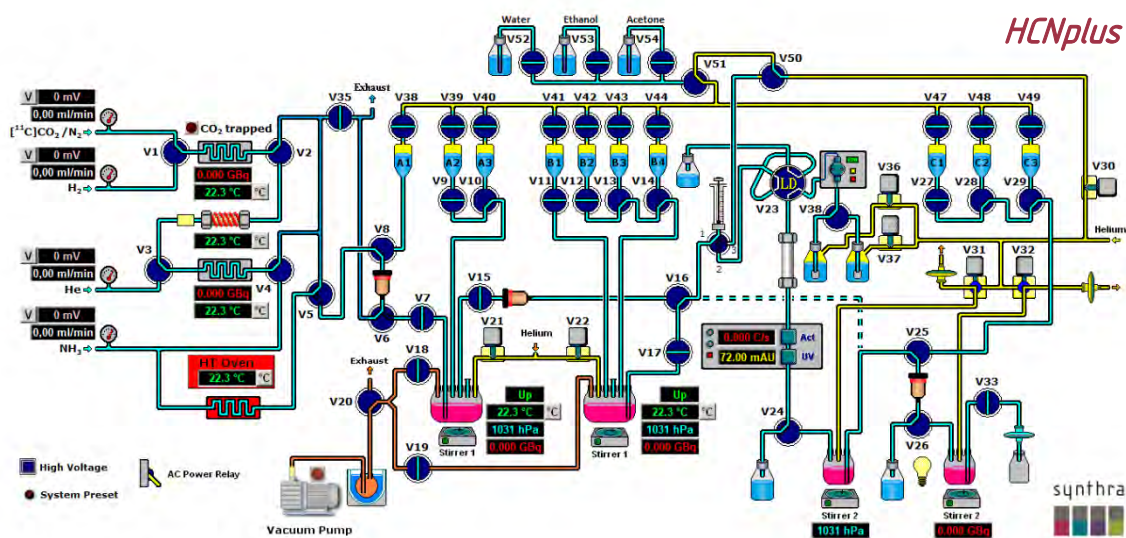 HCNplus
Water Ethanol Acetone
V52 V53 V54
V51 V50
V 0 mV
0,00 ml/min
[¹¹C]CO₂/N₂
V 0 mV
0,00 ml/min
H₂
V1
CO₂ trapped
0.000 GBq
22.3 °C °C
V2
V35
Exhaust
V38 V39 V40 V41 V42 V43 V44 V47 V48 V49
A1 A2 A3 B1 B2 B3 B4 C1 C2 C3
V9 V10 V11 V12 V13 V14 V27 V28 V29
V36
V30
LD
V23
V38
V37
Helium
22.3 °C °C
V3
V 0 mV
0,00 ml/min
He
0.000 GBq
22.3 °C °C
V4
V5
V 0 mV
0,00 ml/min
NH₃
HT Oven
22.3 °C °C
V8
V6
V7
V15
V16
V17
1
2
3
V31 V32
V21 Helium V22
V18
Exhaust
V20
V19
Up
22.3 °C °C
1031 hPa
0.000 GBq
Stirrer 1
Up
22.3 °C °C
1031 hPa
0.000 GBq
Stirrer 1
0.000 C/s Act
72.00 mAU UV
V24
V25
V26
V33
Stirrer 2
1031 hPa
Stirrer 2
0.000 GBq
High Voltage
AC Power Relay
System Preset
Vacuum Pump
synthra